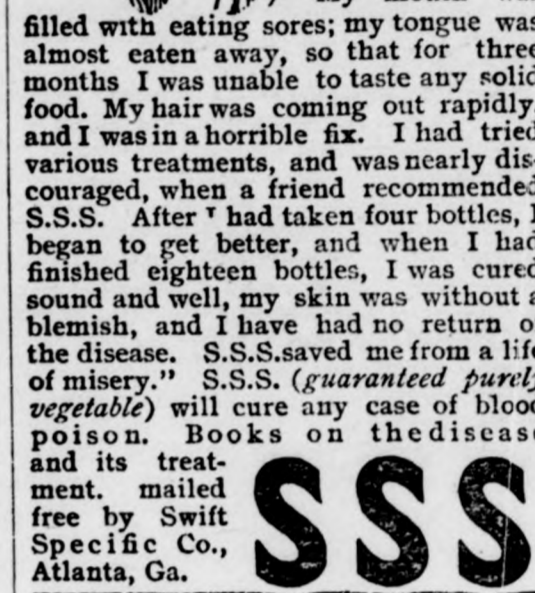 filled with eating sores; my tongue was
almost eaten away, so that for three
months I was unable to taste any solid
food. My hair was coming out rapidly,
and I was in a horrible fix. I had tried
various treatments, and was nearly dis-
couraged, when a friend recommended
S.S.S. After I had taken four bottles, I
began to get better, and when I had
finished eighteen bottles, I was cured
sound and well, my skin was without a
blemish, and I have had no return o
the disease. S.S.S. saved me from a life
of misery." S.S.S. (guaranteed purely
vegetable) will cure any case of blood
poison. Books on the disease
and its treat-
ment. mailed
free by Swift
Specific Co.,
Atlanta, Ga.
SSS